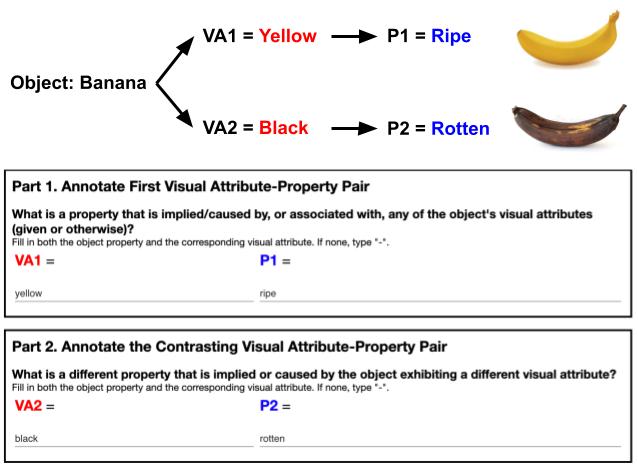 VA1 = Yellow
P1 = Ripe
Object: Banana
VA2 = Black
P2 = Rotten
Part 1. Annotate First Visual Attribute-Property Pair
What is a property that is implied/caused by, or associated with, any of the object's visual attributes
(given or otherwise)?
Fill in both the object property and the corresponding visual attribute. If none, type "-".
VA1 =
P1 =
yellow
ripe
Part 2. Annotate the Contrasting Visual Attribute-Property Pair
What is a different property that is implied or caused by the object exhibiting a different visual attribute?
Fill in both the object property and the corresponding visual attribute. If none, type "-".
VA2 =
P2 =
black
rotten